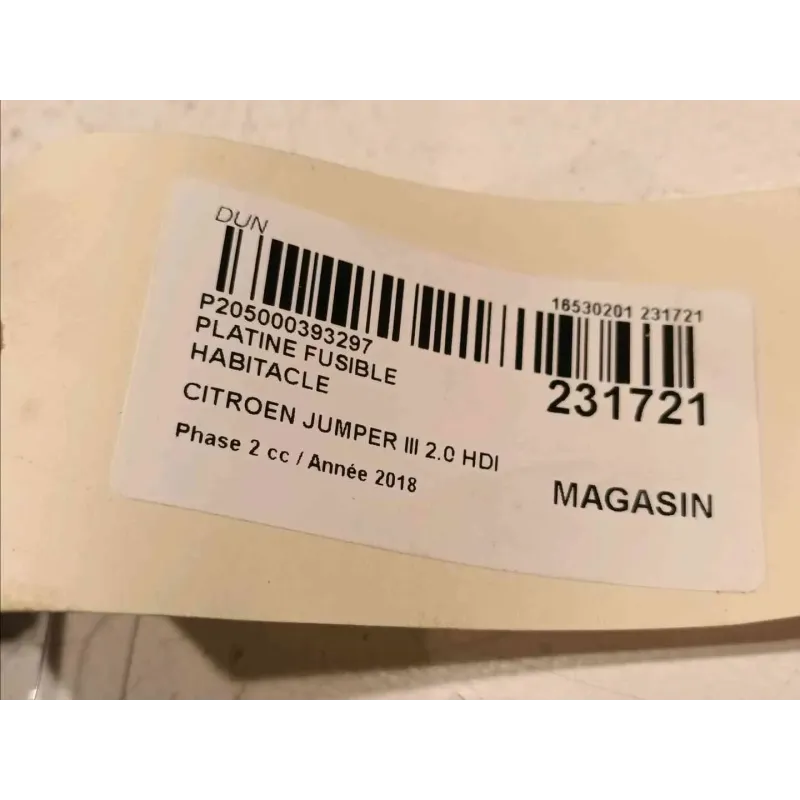 DUN
16530201 231721
P205000393297
PLATINE FUSIBLE
HABITACLE
231721
CITROEN JUMPER III 2.0 HDI
Phase 2 cc / Année 2018
MAGASIN